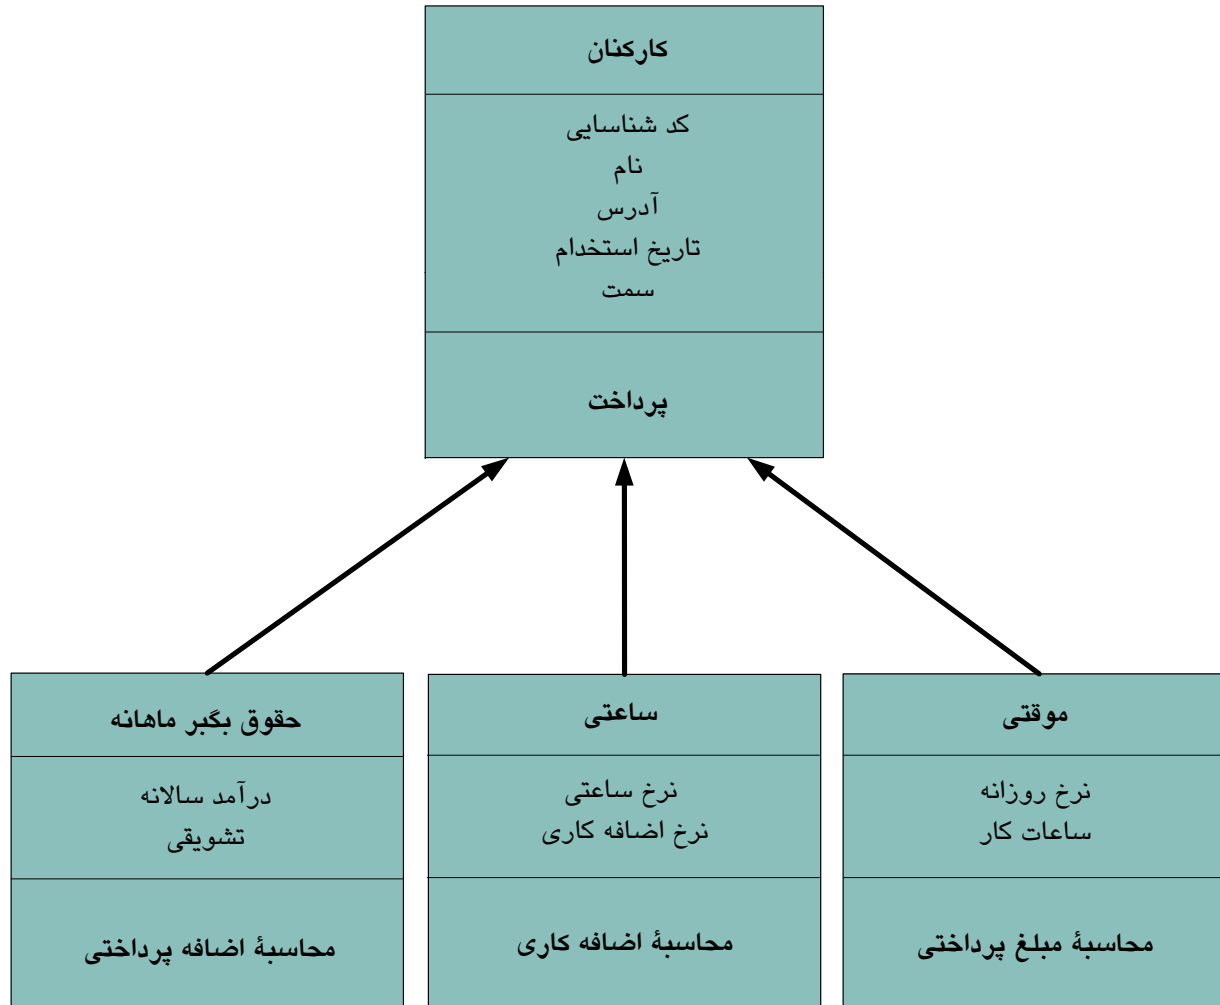 کارکنان
کد شناسایی
نام
آدرس
تاریخ استخدام
سمت
پرداخت
موقتی
نرخ روزانه
ساعات کار
محاسبهٔ مبلغ پرداختی
ساعتی
نرخ ساعتی
نرخ اضافه کاری
محاسبهٔ اضافه کاری
حقوق بگبر ماهانه
درآمد سالانه
تشویقی
محاسبهٔ اضافه پرداختی